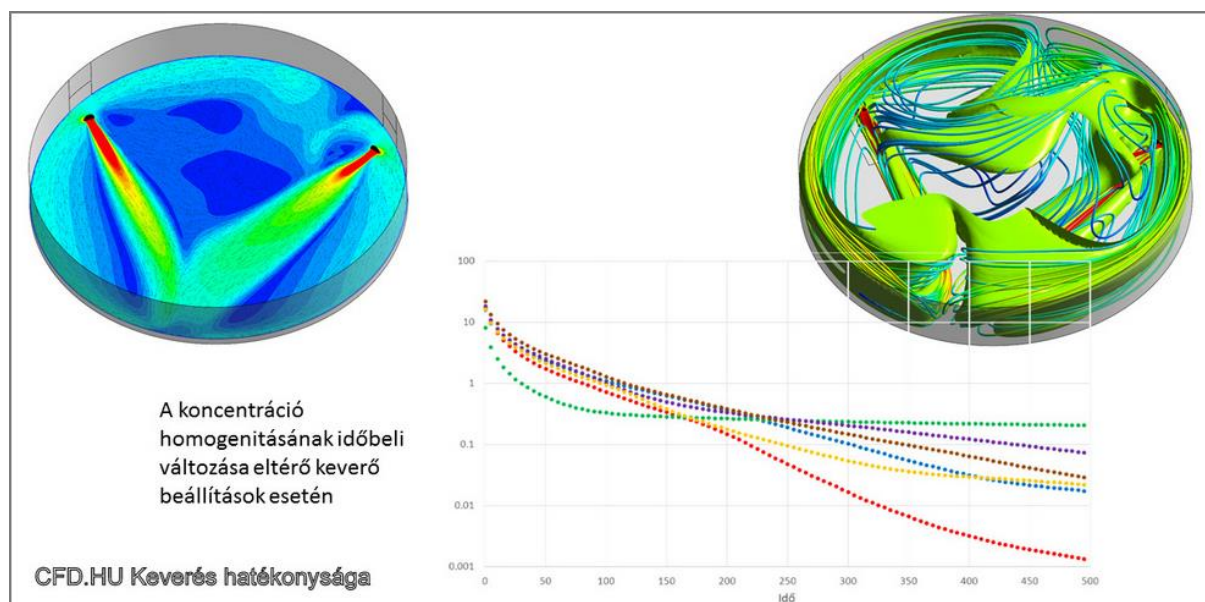 A koncentráció
homogenitásának időbeli
változása eltérő keverő
beállítások esetén
CFD.HU Keverés hatékonysága
100
10
1
0.1
0.01
0.001
0 50 100 150 200 250 300 350 400 450 500
Idő